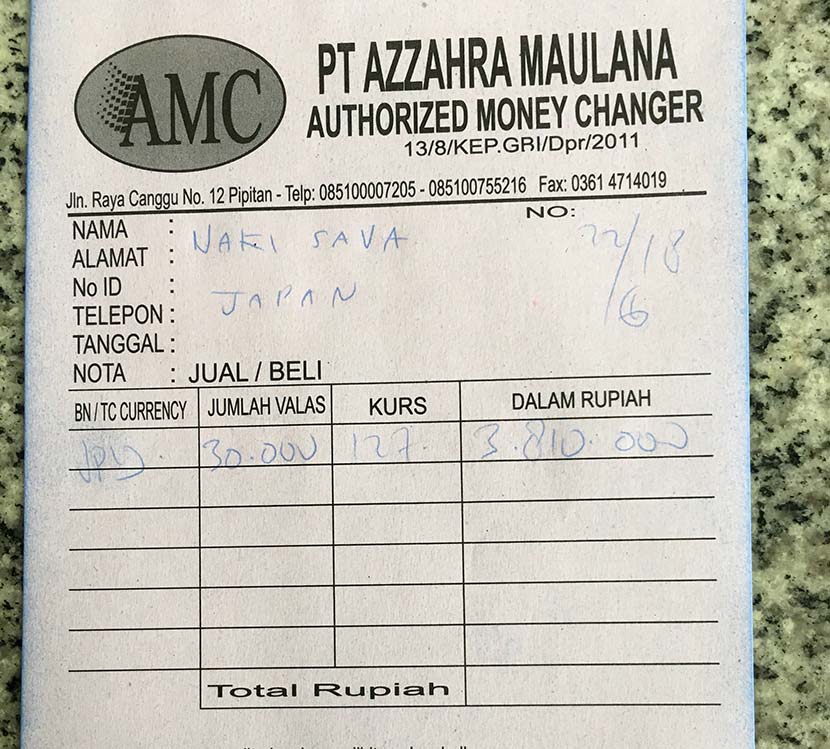 AMC
PT AZZAHRA MAULANA
AUTHORIZED MONEY CHANGER
13/8/KEP.GRI/Dpr/2011
Jln. Raya Canggu No. 12 Pipitan - Telp: 085100007205 - 085100755216 Fax: 0361 4714019
NO:
NAMA :
ALAMAT : NAKI SAVA
22/18
No ID :
JAPAN
6
TELEPON :
TANGGAL :
NOTA : JUAL / BELI
BN / TC CURRENCY JUMLAH VALAS KURS DALAM RUPIAH
30.000 127. 3.810.000
Total Rupiah